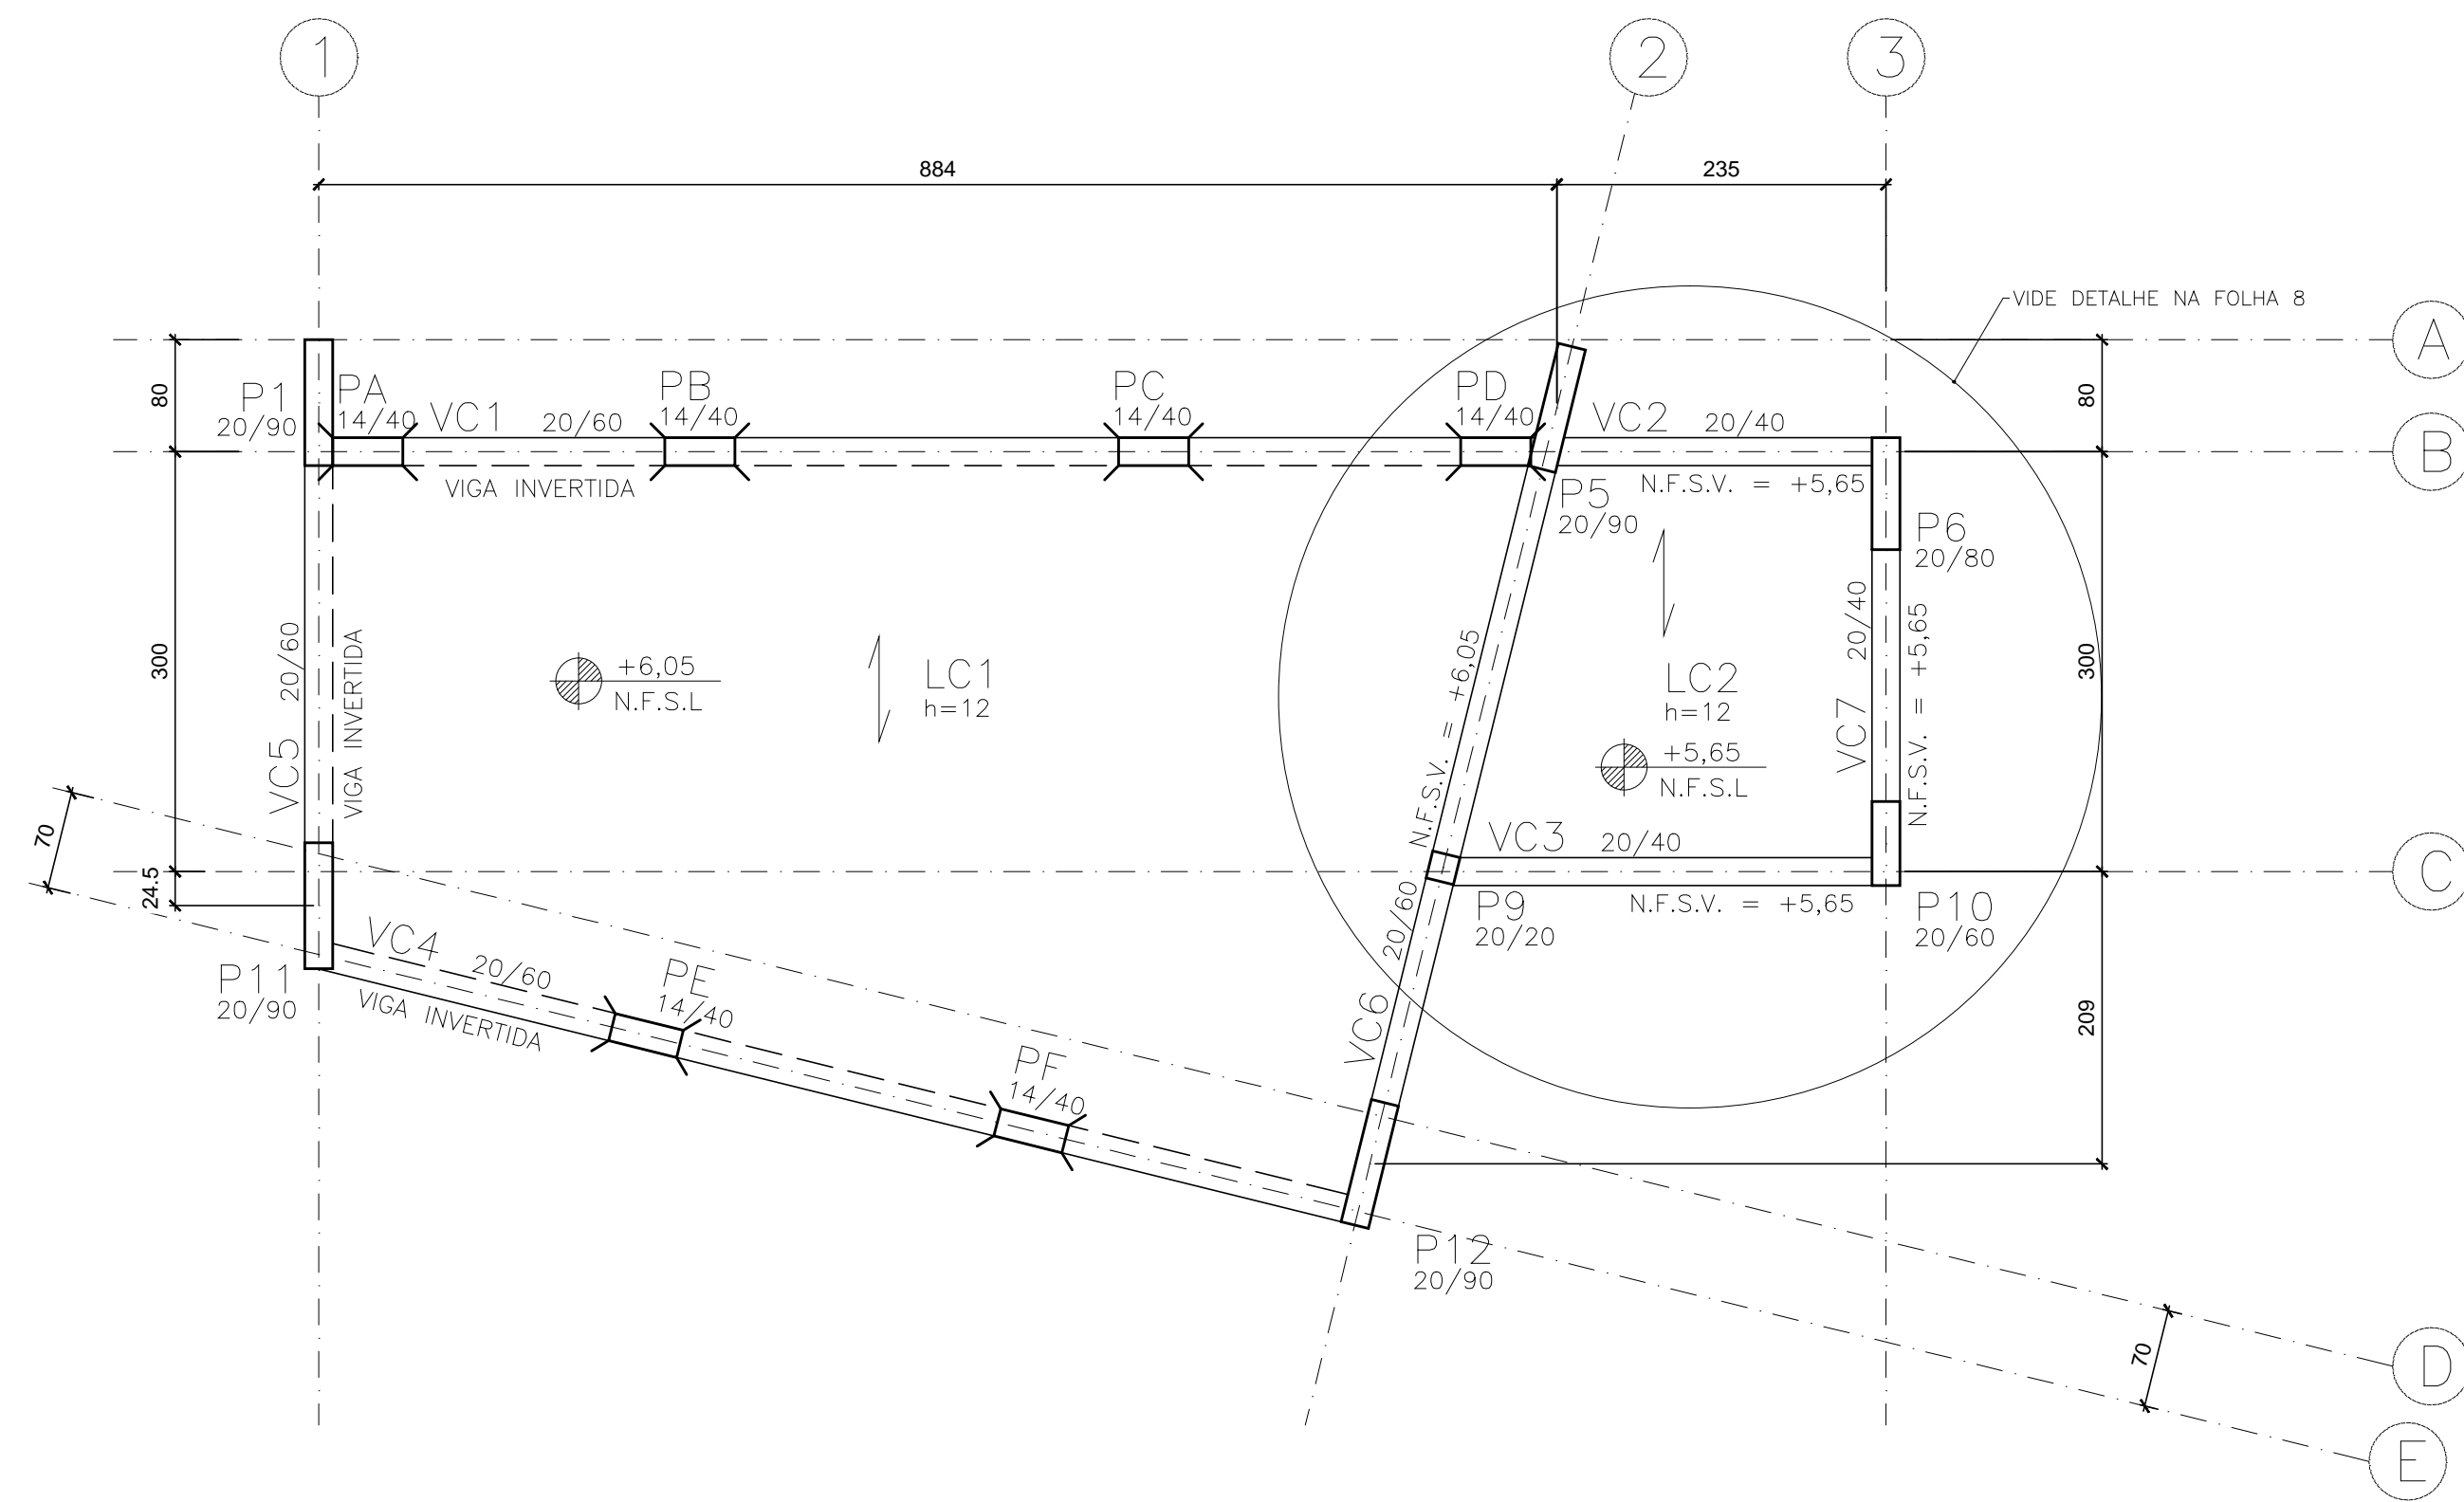 1
2
3
884
235
VIDE DETALHE NA FOLHA 8
A
80
80
P1
20/90
PA
14/40
VC1 20/60
PB
14/40
PC
14/40
PD
14/40
VC2 20/40
B
VIGA INVERTIDA
N.F.S.V. = +5,65
P5
20/90
P6
20/80
300
300
VC5 20/60
VIGA INVERTIDA
+6,05
N.F.S.L
LC1
h=12
N.F.S.V. = +6,05
LC2
h=12
+5,65
N.F.S.L
VC7 20/40
N.F.S.V. = +5,65
70
24.5
VC3 20/40
C
N.F.S.V. = +5,65
P9
20/20
P10
20/60
VC4 20/60
VIGA INVERTIDA
P11
20/90
PE
14/40
PF
14/40
VC6 20/60
209
P12
20/90
70
D
E